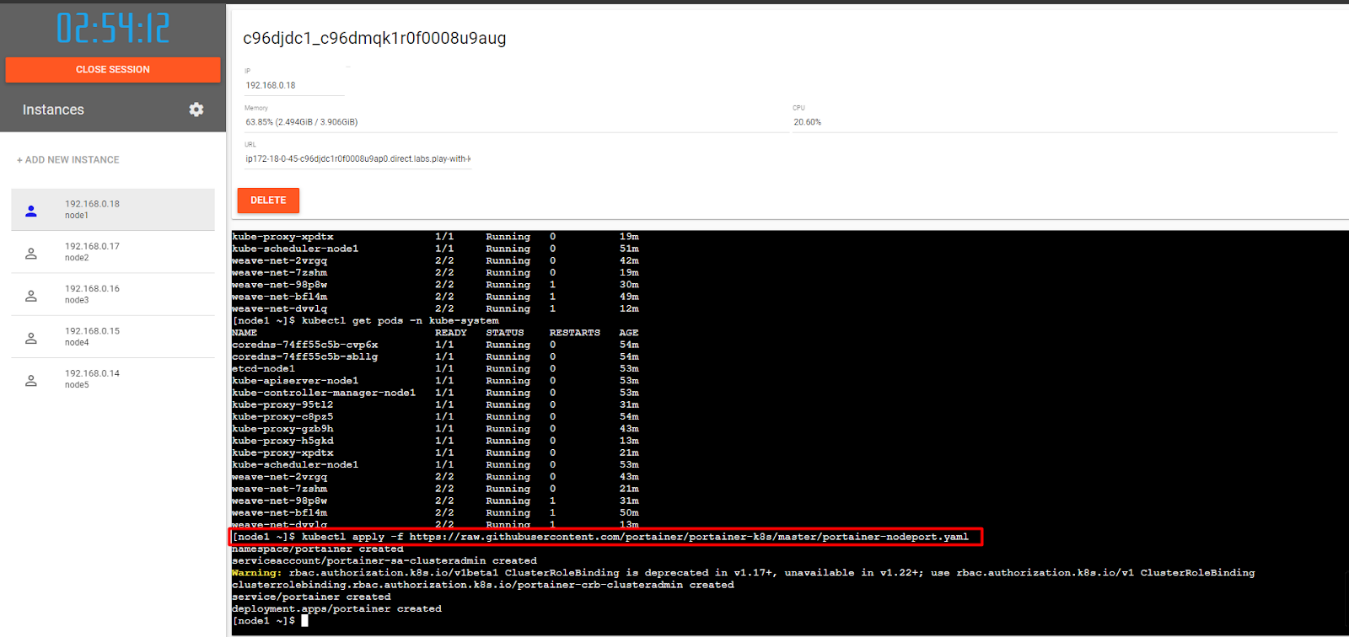 02:54:12
CLOSE SESSION
Instances
+ ADD NEW INSTANCE
192.168.0.18
node1
192.168.0.17
node2
192.168.0.16
node3
192.168.0.15
node4
192.168.0.14
node5
c96djdc1_c96dmqk1r0f0008u9aug
IP
192.168.0.18
Memory
63.85% (2.494GiB / 3.906GiB)
CPU
20.60%
URL
ip172-18-0-45-c96djdc1r0f0008u9ap0.direct.labs.play-with-k
DELETE
kube-proxy-xpdtx 1/1 Running 0 19m
kube-scheduler-node1 1/1 Running 0 51m
weave-net-2vrgq 2/2 Running 0 42m
weave-net-7zshm 2/2 Running 0 19m
weave-net-98p8w 2/2 Running 1 30m
weave-net-bfl4m 2/2 Running 1 49m
weave-net-dvvlq 2/2 Running 1 12m
[node1 ~]$ kubectl get pods -n kube-system
NAME READY STATUS RESTARTS AGE
coredns-74ff55c5b-cvp6x 1/1 Running 0 54m
coredns-74ff55c5b-sbllg 1/1 Running 0 54m
etcd-node1 1/1 Running 0 53m
kube-apiserver-node1 1/1 Running 0 53m
kube-controller-manager-node1 1/1 Running 0 53m
kube-proxy-95tl2 1/1 Running 0 31m
kube-proxy-c8pz5 1/1 Running 0 54m
kube-proxy-gzb9h 1/1 Running 0 43m
kube-proxy-h5gkd 1/1 Running 0 13m
kube-proxy-xpdtx 1/1 Running 0 21m
kube-scheduler-node1 1/1 Running 0 53m
weave-net-2vrgq 2/2 Running 0 43m
weave-net-7zshm 2/2 Running 0 21m
weave-net-98p8w 2/2 Running 1 31m
weave-net-bfl4m 2/2 Running 1 50m
weave-net-dvvlq 2/2 Running 1 13m
[node1 ~]$ kubectl apply -f https://raw.githubusercontent.com/portainer/portainer-k8s/master/portainer-nodeport.yaml
namespace/portainer created
serviceaccount/portainer-sa-clusteradmin created
Warning: rbac.authorization.k8s.io/v1beta1 ClusterRoleBinding is deprecated in v1.17+, unavailable in v1.22+; use rbac.authorization.k8s.io/v1 ClusterRoleBinding
clusterrolebinding.rbac.authorization.k8s.io/portainer-crb-clusteradmin created
service/portainer created
deployment.apps/portainer created
[node1 ~]$